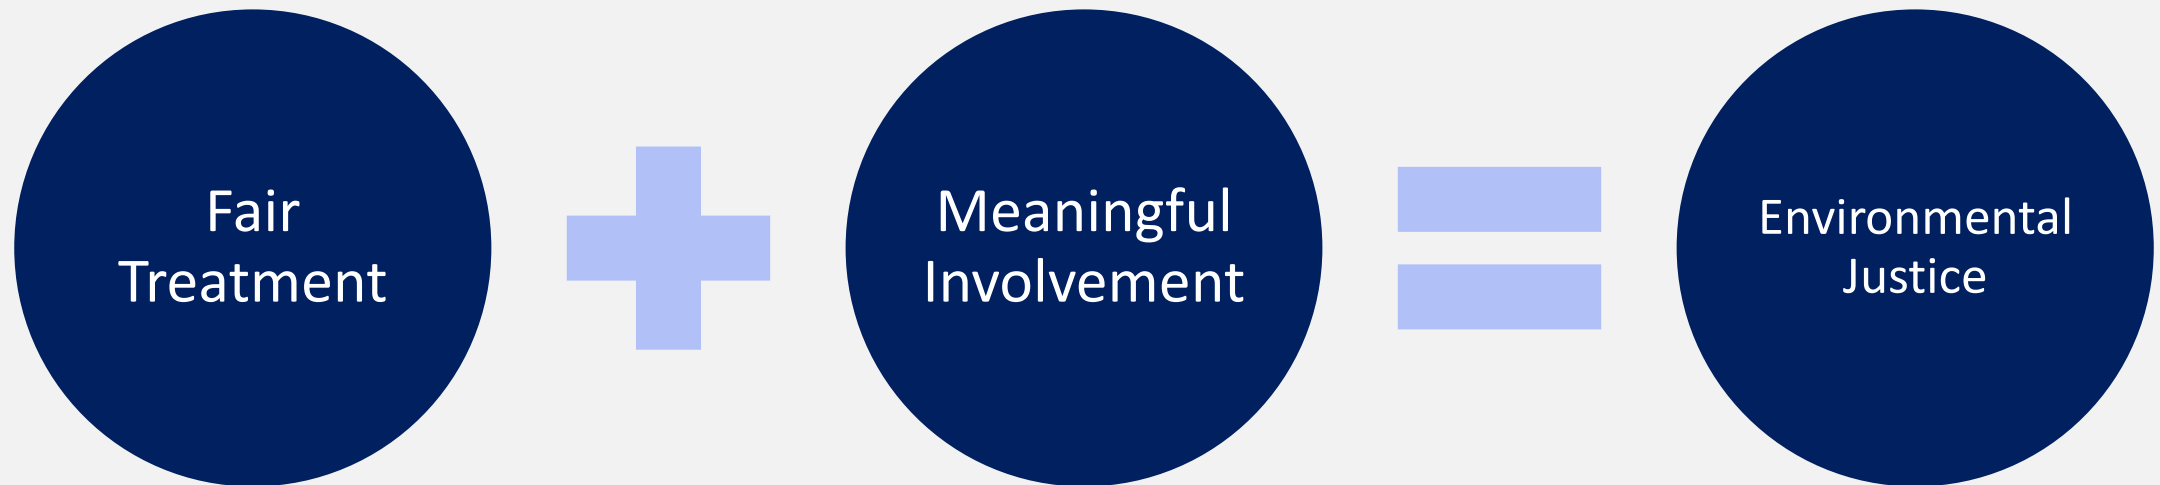 Fair
Treatment
Meaningful
Involvement
Environmental
Justice